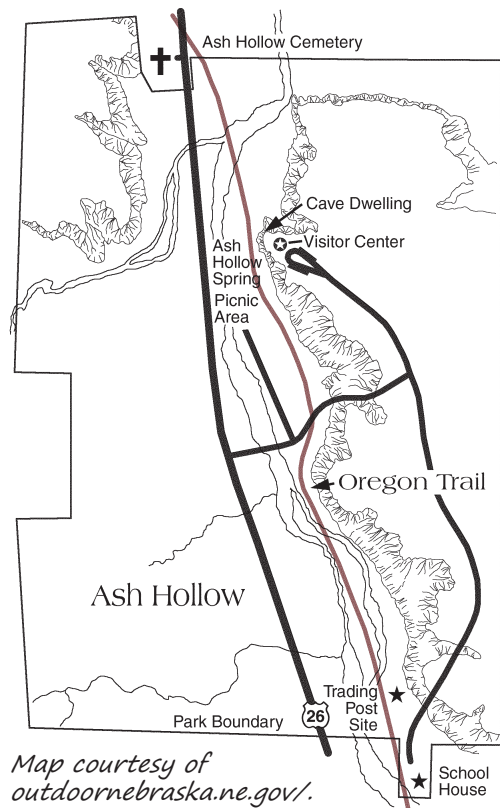 Ash Hollow Cemetery
Cave Dwelling
Visitor Center
Ash
Hollow
Spring
Picnic
Area
Oregon Trail
Ash Hollow
Trading
Post
Site
26
Park Boundary
School
House
Map courtesy of
outdoornebraska.ne.gov/.